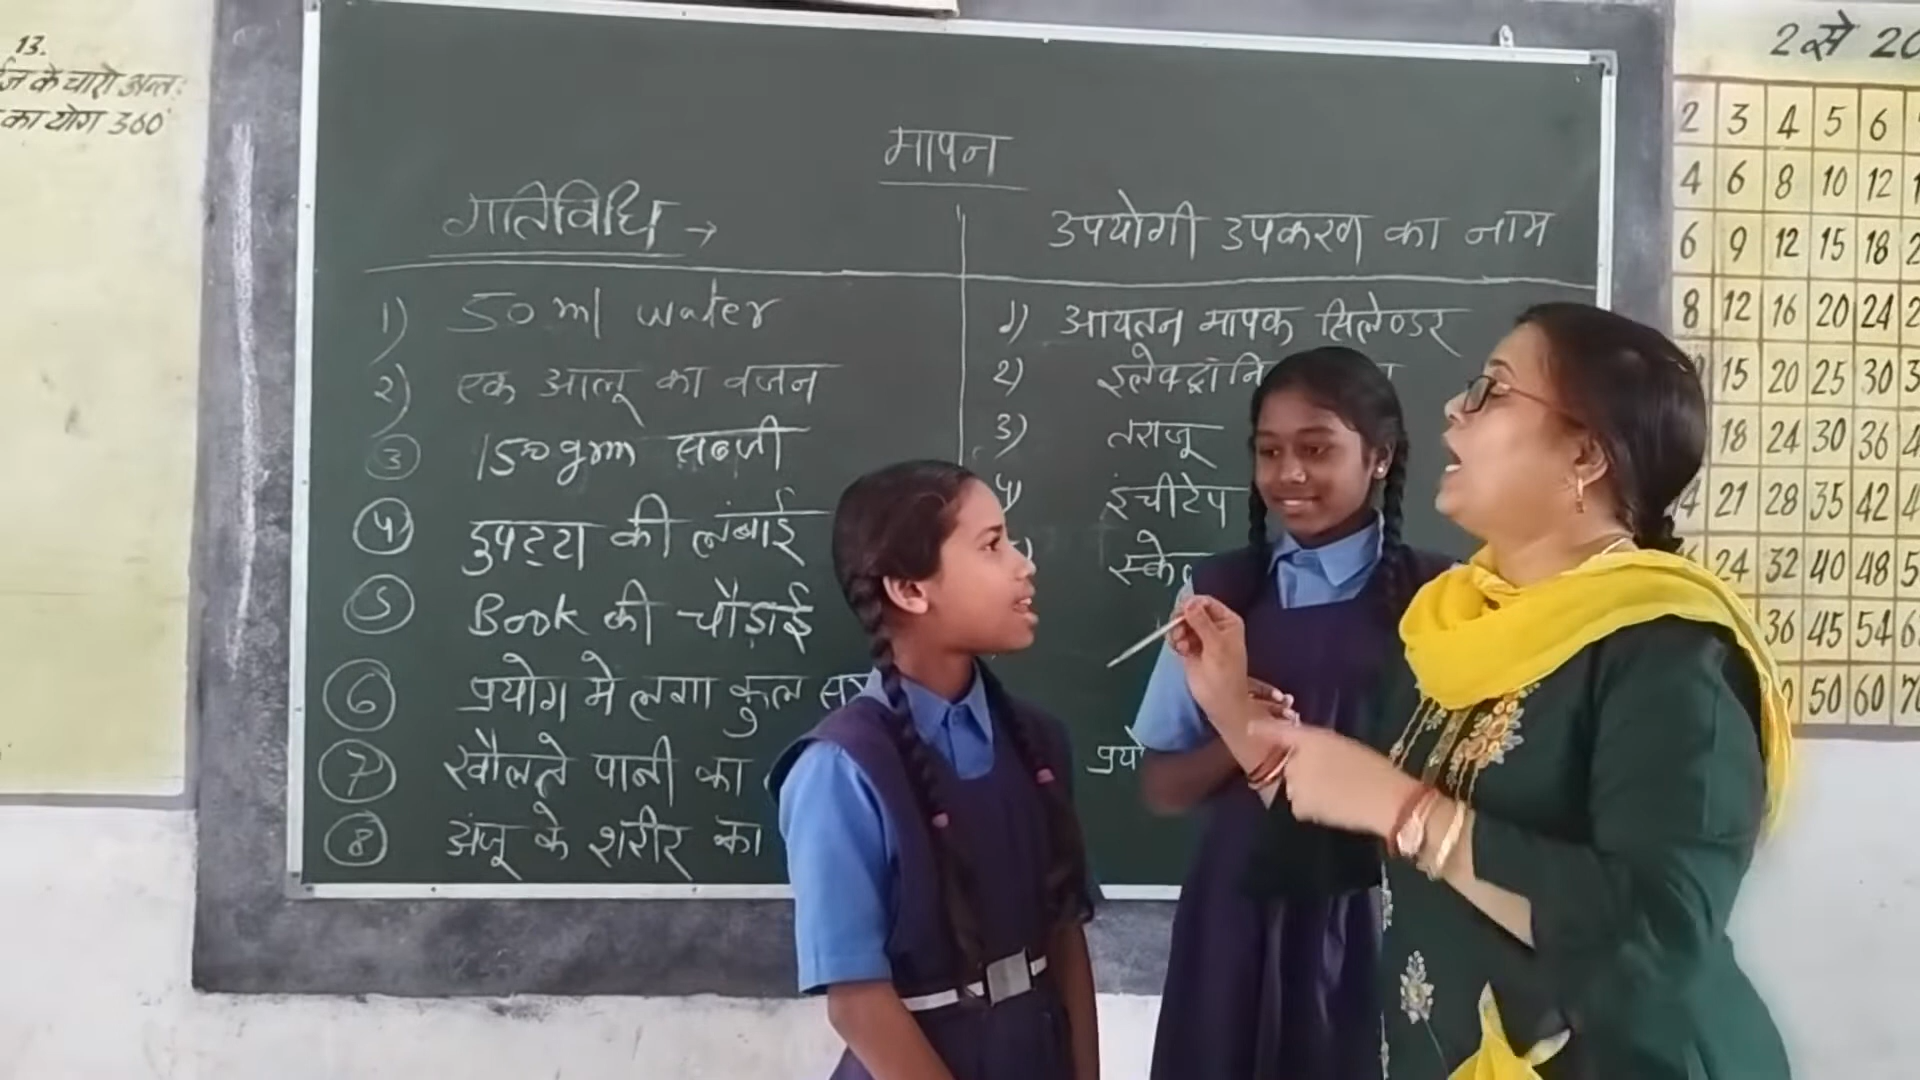 13.
के चारो अन्तः
का योग 360°
मापन
गतिविधि →
उपयोगी उपकरण का नाम
1) 50 ml water
1) आयतन मापक सिलेण्डर
2) एक आलू का वजन
2)
3 150 grm सब्जी
3) तराजू
4 दुपट्टा की लंबाई
4) इंचीटेप
5 Book की चौड़ाई
6 प्रयोग मे लगा कुल
7 खौलते पानी का
8 अंजू के शरीर का
2 से 20
2 3 4 5 6
4 6 8 10 12
6 9 12 15 18
8 12 16 20 24
15 20 25 30
18 24 30 36
21 28 35 42
24 32 40 48
36 45 54
50 60